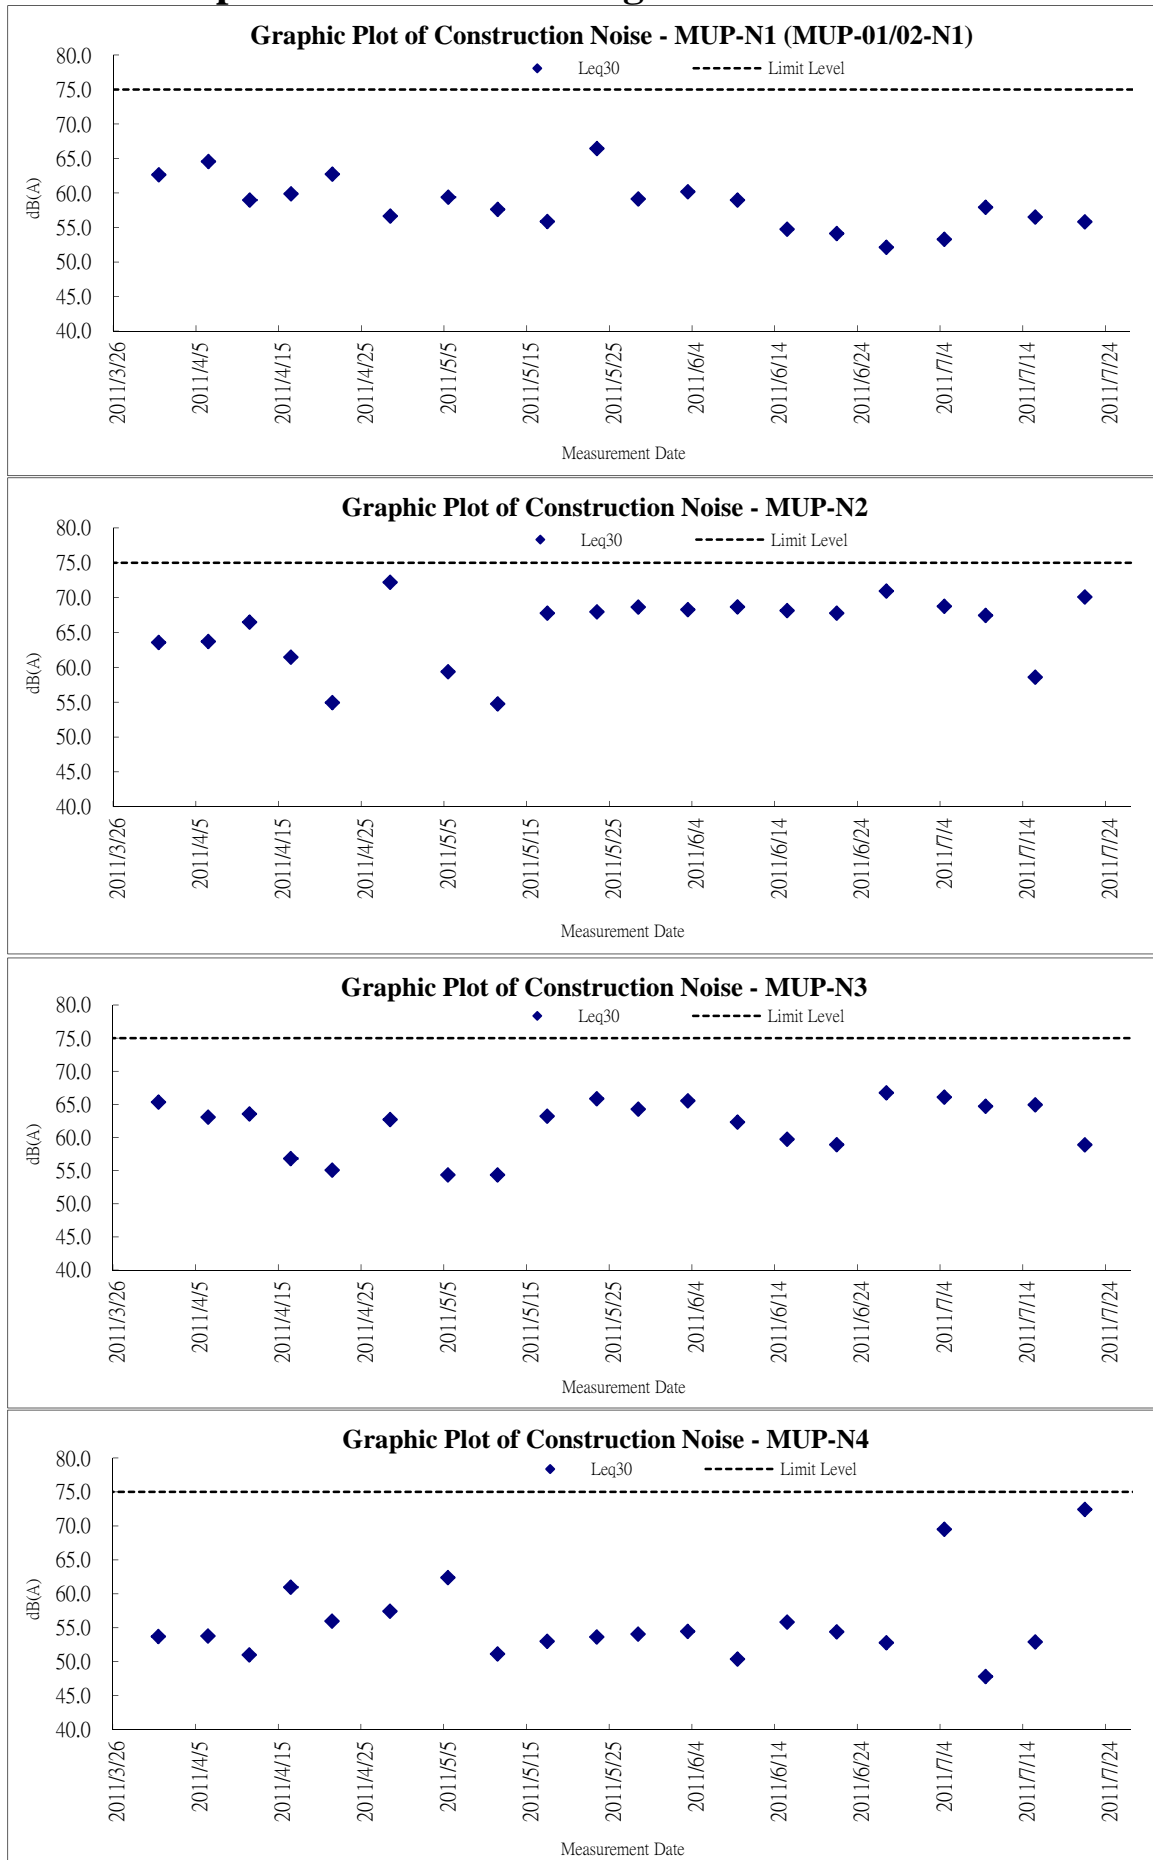 Graphic Plot of Construction Noise - MUP-N1 (MUP-01/02-N1)
Leq30 Limit Level
80.0
75.0
70.0
65.0
60.0
55.0
50.0
45.0
40.0
dB(A)
2011/3/26 2011/4/5 2011/4/15 2011/4/25 2011/5/5 2011/5/15 2011/5/25 2011/6/4 2011/6/14 2011/6/24 2011/7/4 2011/7/14 2011/7/24
Measurement Date
Graphic Plot of Construction Noise - MUP-N2
Leq30 Limit Level
80.0
75.0
70.0
65.0
60.0
55.0
50.0
45.0
40.0
dB(A)
2011/3/26 2011/4/5 2011/4/15 2011/4/25 2011/5/5 2011/5/15 2011/5/25 2011/6/4 2011/6/14 2011/6/24 2011/7/4 2011/7/14 2011/7/24
Measurement Date
Graphic Plot of Construction Noise - MUP-N3
Leq30 Limit Level
80.0
75.0
70.0
65.0
60.0
55.0
50.0
45.0
40.0
dB(A)
2011/3/26 2011/4/5 2011/4/15 2011/4/25 2011/5/5 2011/5/15 2011/5/25 2011/6/4 2011/6/14 2011/6/24 2011/7/4 2011/7/14 2011/7/24
Measurement Date
Graphic Plot of Construction Noise - MUP-N4
Leq30 Limit Level
80.0
75.0
70.0
65.0
60.0
55.0
50.0
45.0
40.0
dB(A)
2011/3/26 2011/4/5 2011/4/15 2011/4/25 2011/5/5 2011/5/15 2011/5/25 2011/6/4 2011/6/14 2011/6/24 2011/7/4 2011/7/14 2011/7/24
Measurement Date